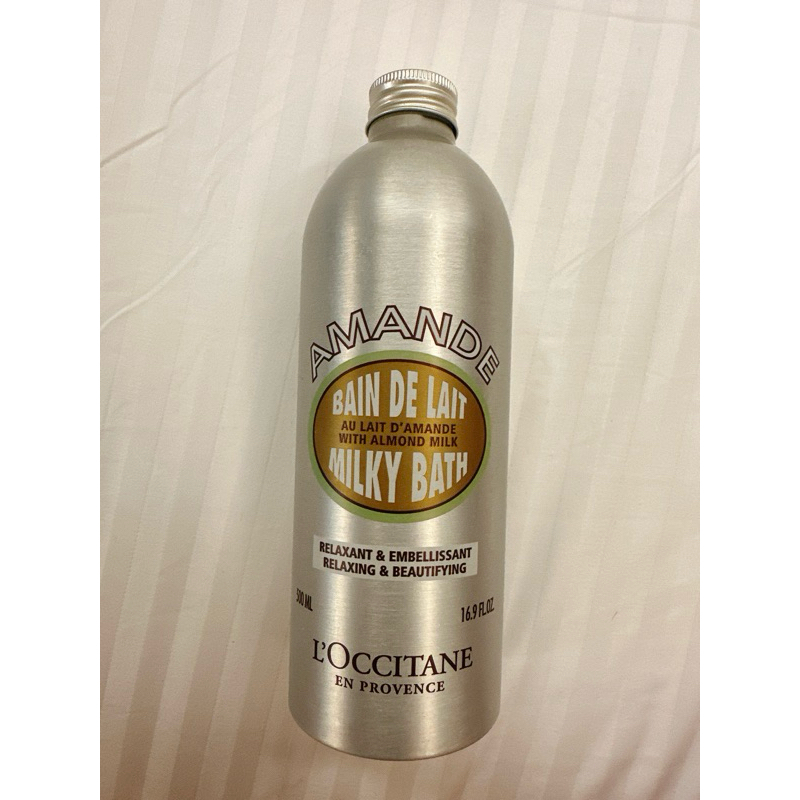 AMANDE
BAIN DE LAIT
AU LAIT D'AMANDE
WITH ALMOND MILK
MILKY BATH
RELAXANT & EMBELLISSANT
RELAXING & BEAUTIFYING
500 ML
16.9 FL.OZ.
L'OCCITANE
EN PROVENCE